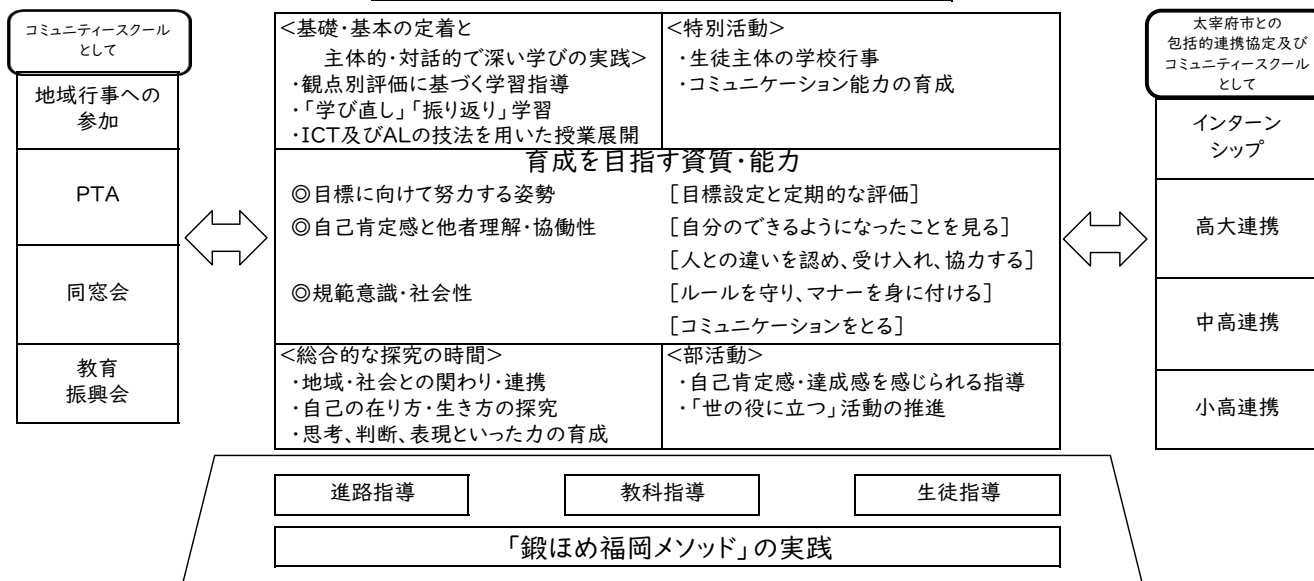 コミュニティースクール
として
地域行事への
参加
PTA
同窓会
教育
振興会
<基礎・基本の定着と
主体的・対話的で深い学びの実践>
・観点別評価に基づく学習指導
・「学び直し」「振り返り」学習
・ICT及びALの技法を用いた授業展開
<特別活動>
・生徒主体の学校行事
・コミュニケーション能力の育成
育成を目指す資質・能力
◎目標に向けて努力する姿勢 [目標設定と定期的な評価]
◎自己肯定感と他者理解・協働性 [自分のできるようになったことを見る]
[人との違いを認め、受け入れ、協力する]
◎規範意識・社会性 [ルールを守り、マナーを身に付ける]
[コミュニケーションをとる]
<総合的な探究の時間>
・地域・社会との関わり・連携
・自己の在り方・生き方の探究
・思考、判断、表現といった力の育成
<部活動>
・自己肯定感・達成感を感じられる指導
・「世の役に立つ」活動の推進
太宰府市との
包括的連携協定及び
コミュニティースクール
として
インターン
シップ
高大連携
中高連携
小高連携
進路指導 教科指導 生徒指導
「鍛ほめ福岡メソッド」の実践